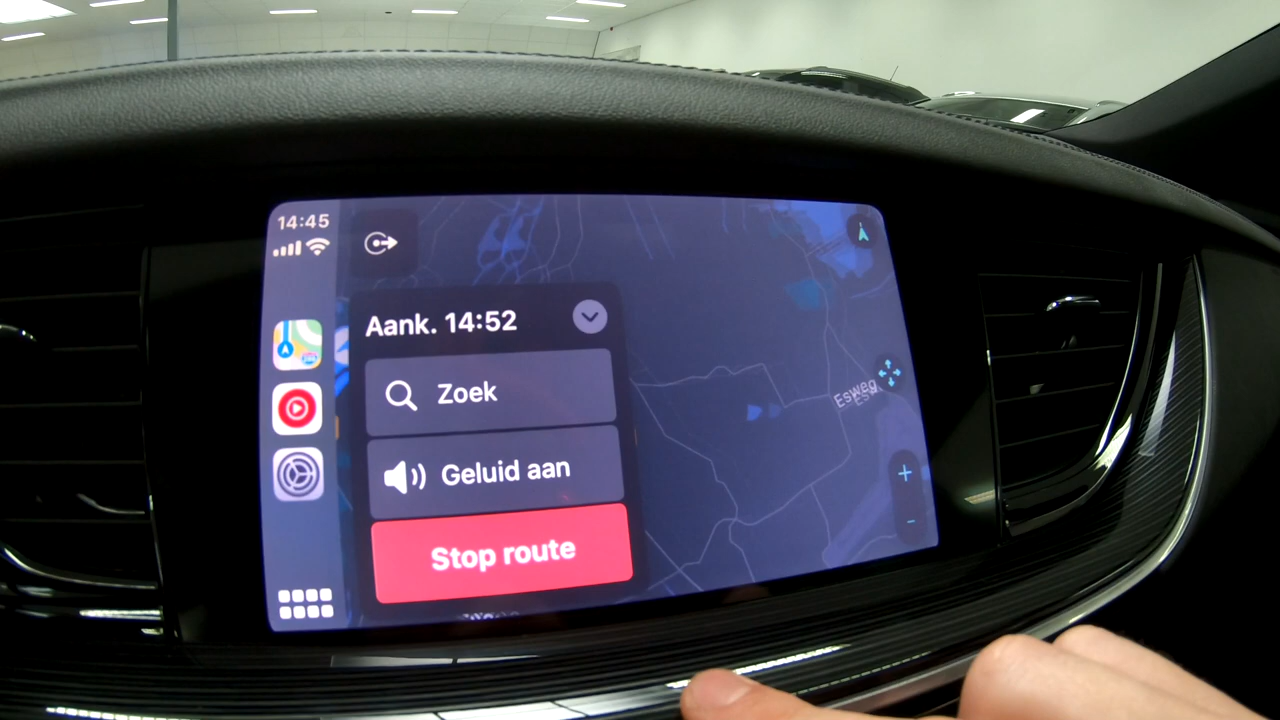 14:45
Aank. 14:52
Zoek
Geluid aan
Stop route
Esweg
+
-